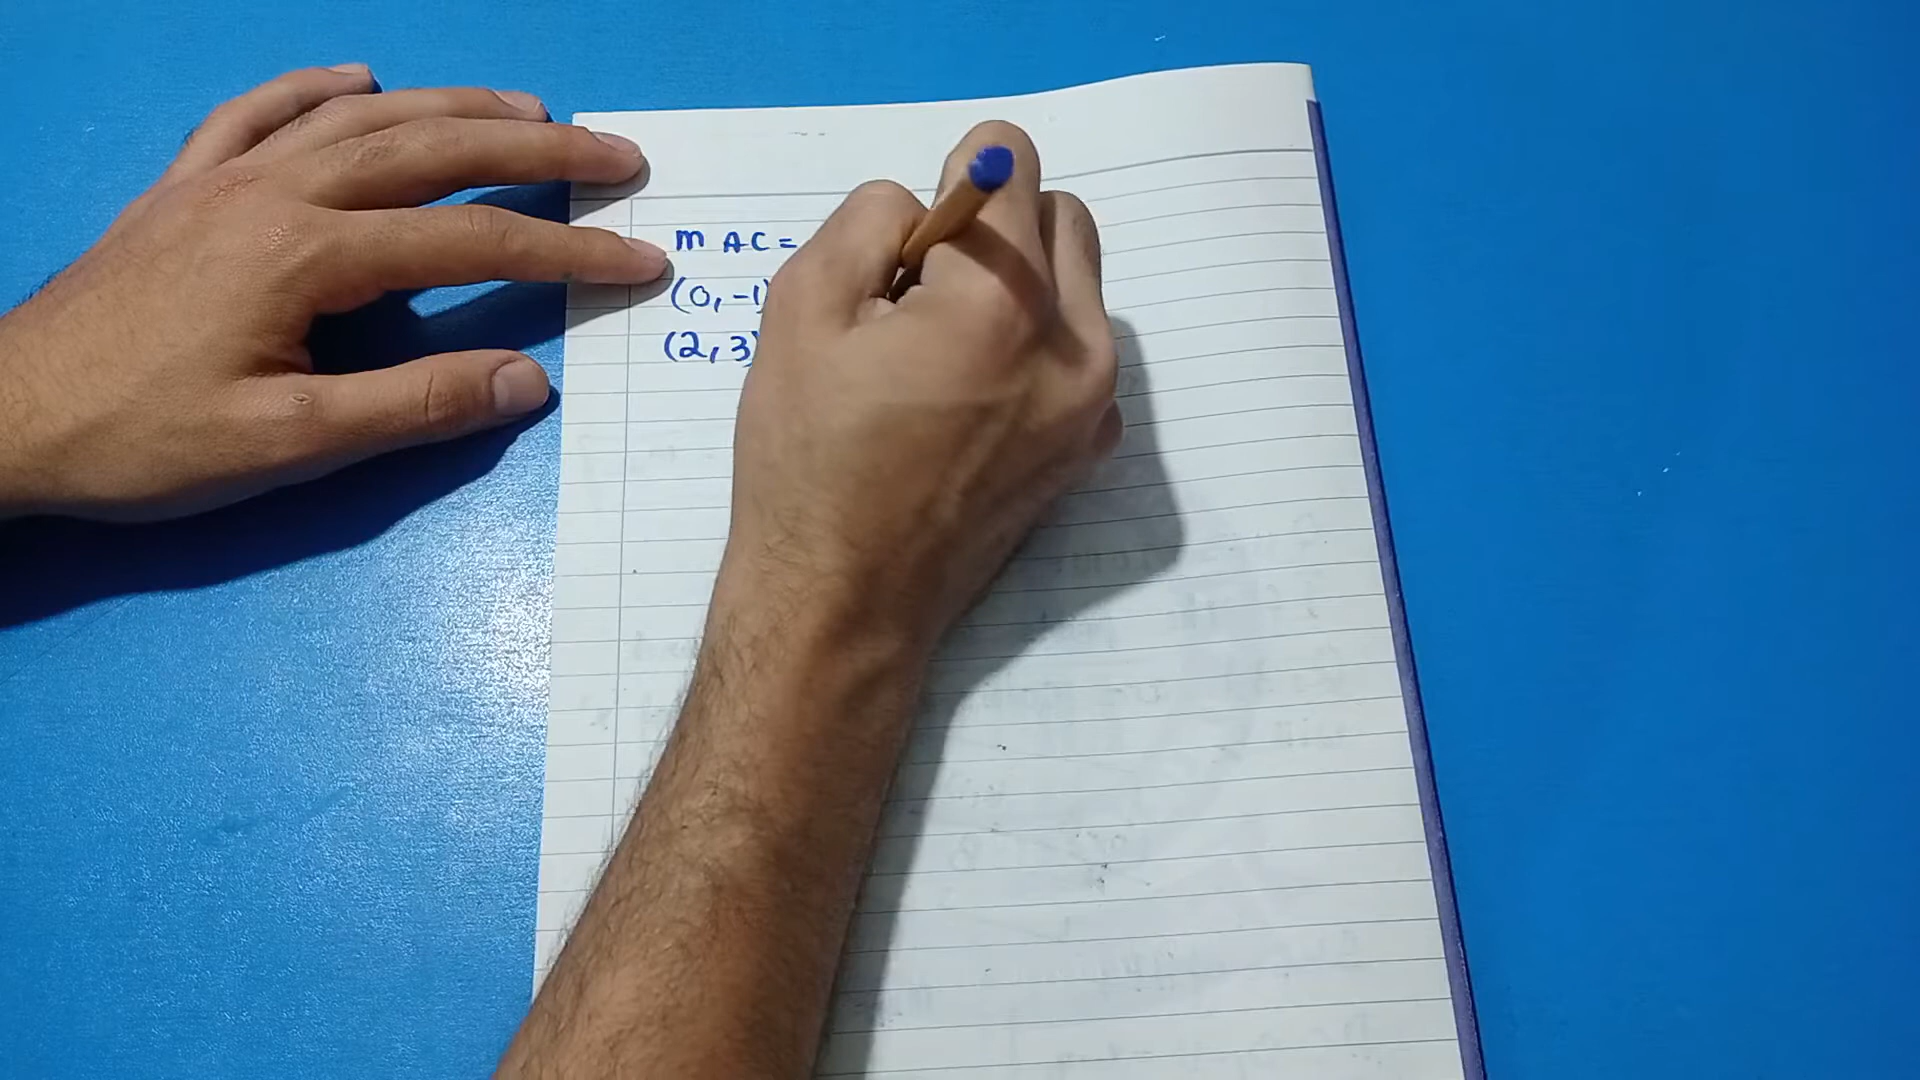 m AC =
(0, -1)
(2, 3)